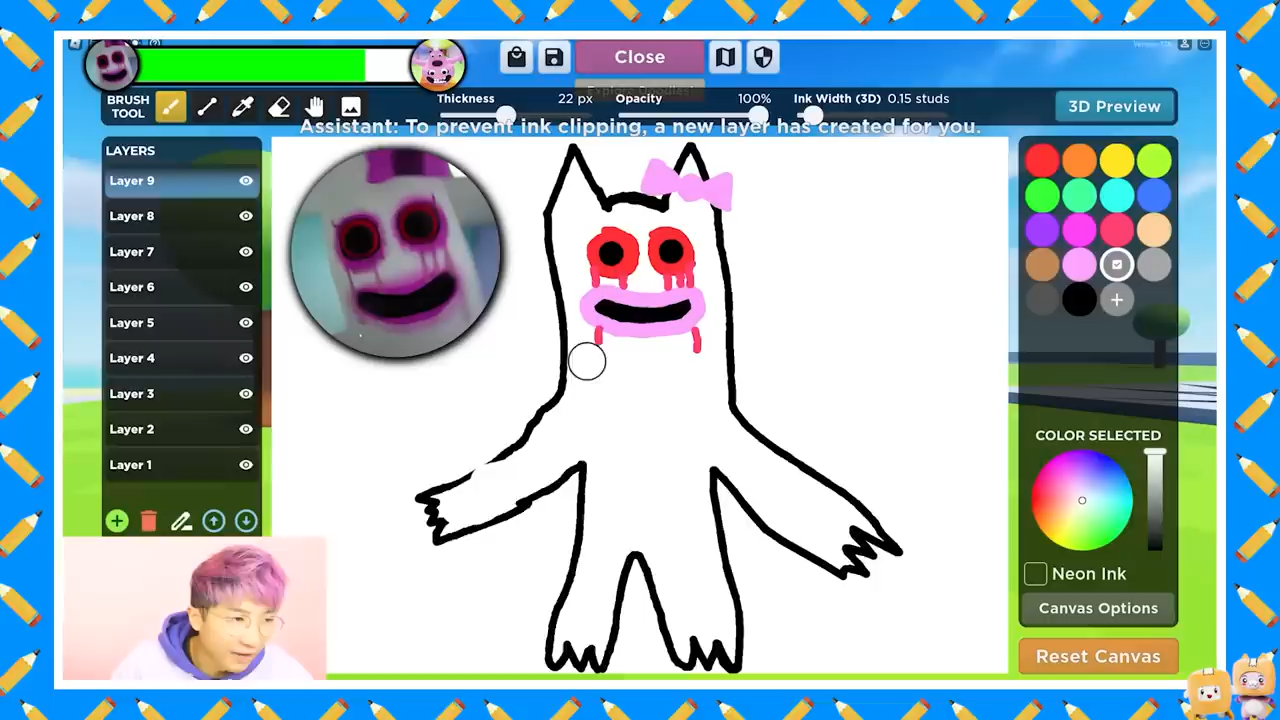 Close
BRUSH TOOL
Thickness 22 px Opacity 100% Ink Width (3D) 0.15 studs
3D Preview
Assistant: To prevent ink clipping, a new layer has created for you.
LAYERS
Layer 9
Layer 8
Layer 7
Layer 6
Layer 5
Layer 4
Layer 3
Layer 2
Layer 1
COLOR SELECTED
Neon Ink
Canvas Options
Reset Canvas